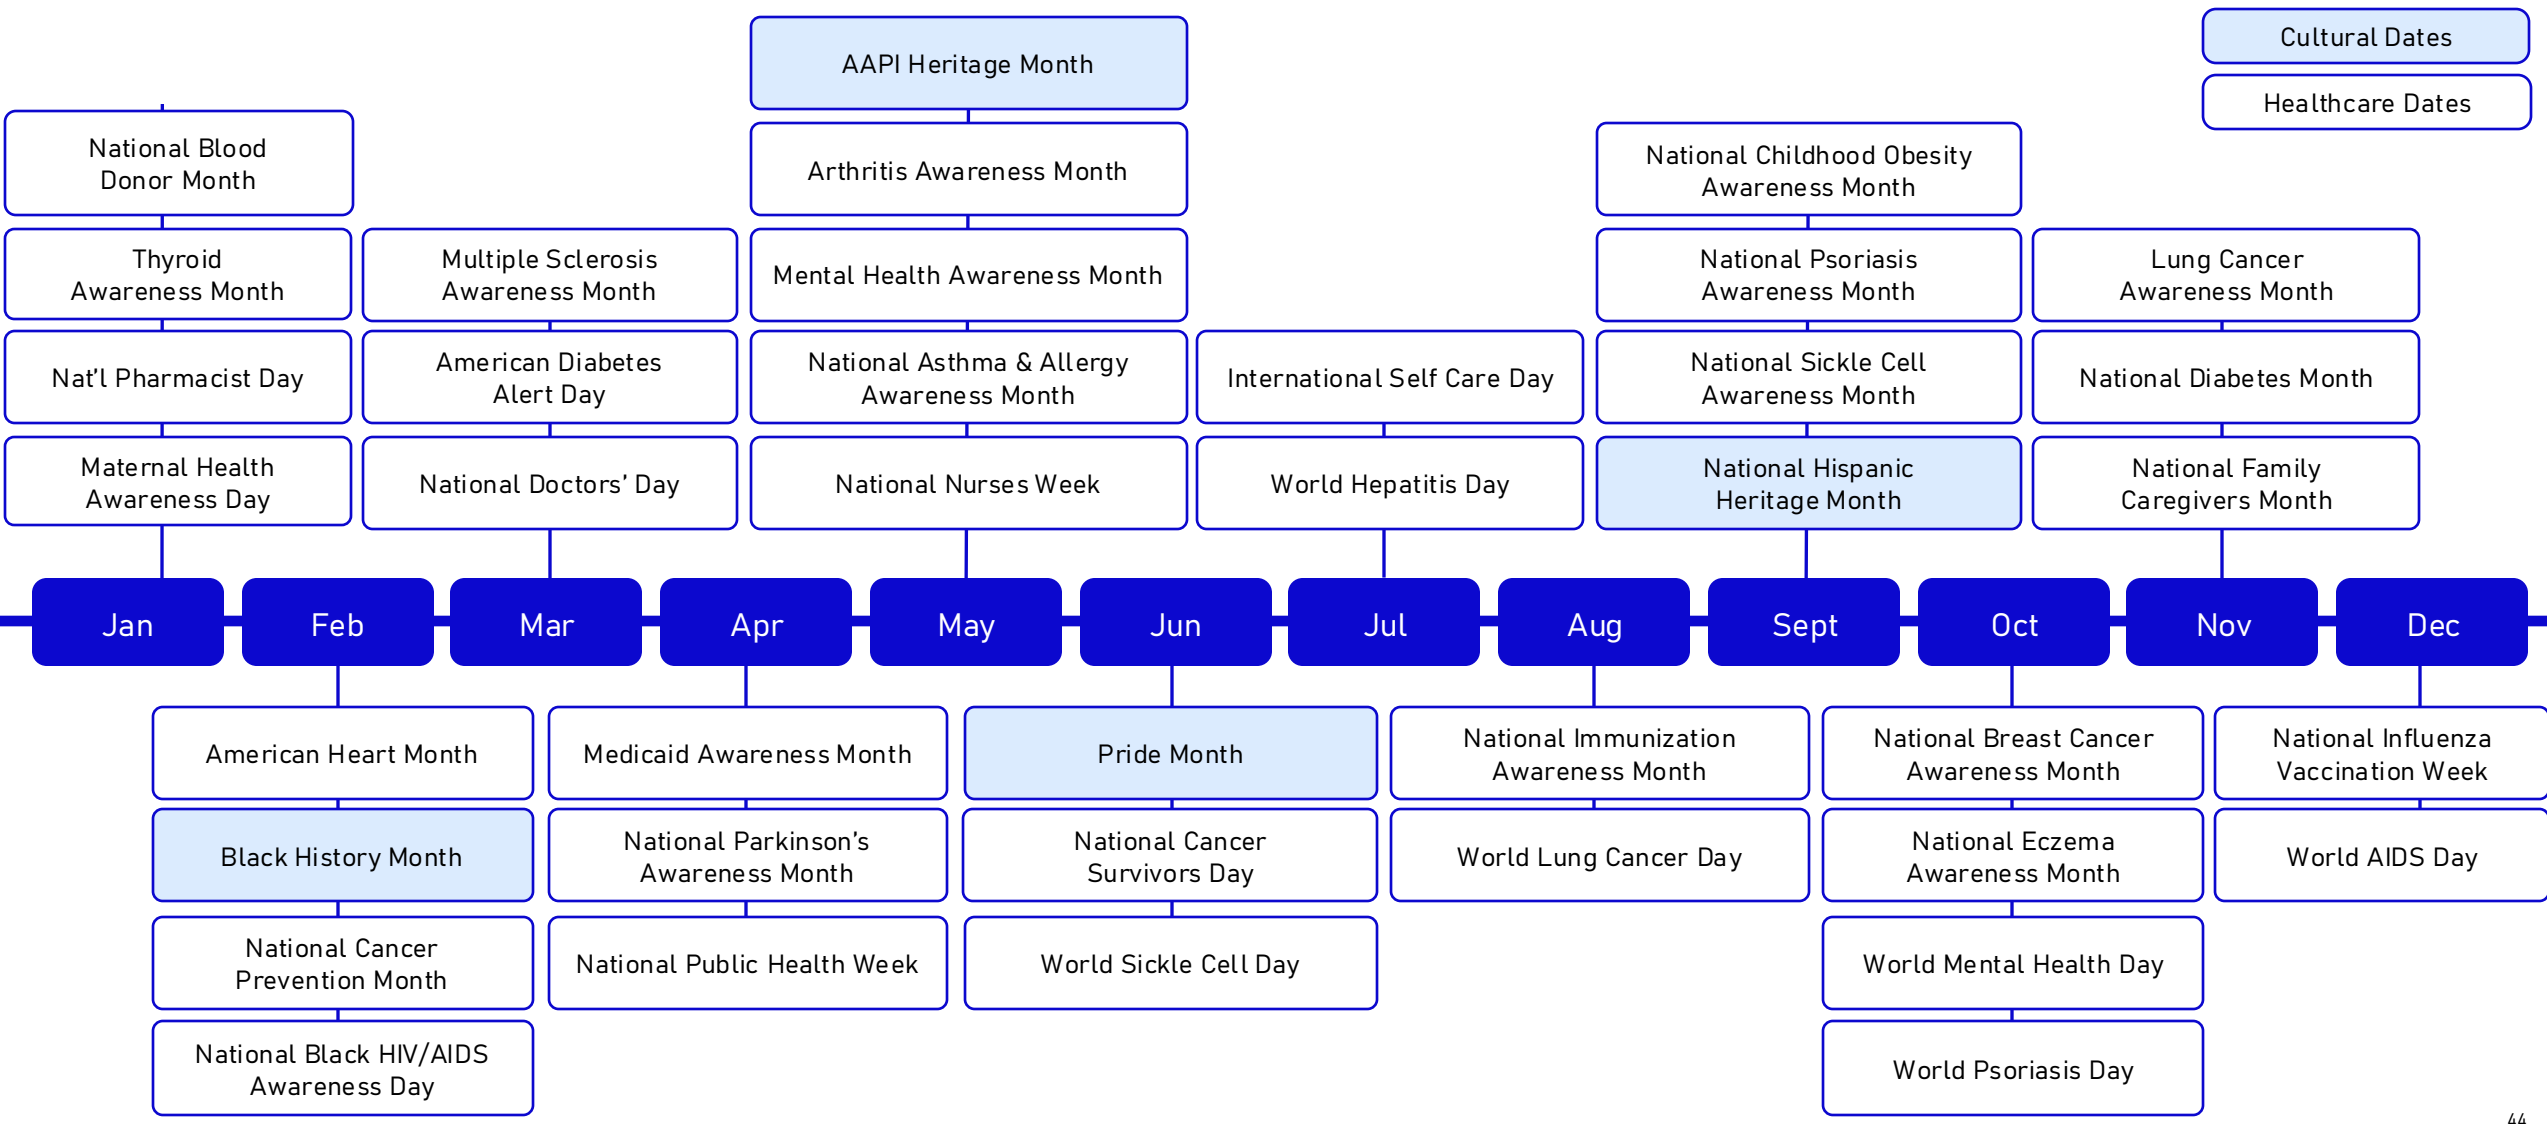 AAPI Heritage Month
Cultural Dates
Healthcare Dates
National Blood
Donor Month
Arthritis Awareness Month
National Childhood Obesity
Awareness Month
Thyroid
Awareness Month
Multiple Sclerosis
Awareness Month
Mental Health Awareness Month
National Psoriasis
Awareness Month
Lung Cancer
Awareness Month
Nat'l Pharmacist Day
American Diabetes
Alert Day
National Asthma & Allergy
Awareness Month
International Self Care Day
National Sickle Cell
Awareness Month
National Diabetes Month
Maternal Health
Awareness Day
National Doctors' Day
National Nurses Week
World Hepatitis Day
National Hispanic
Heritage Month
National Family
Caregivers Month
Jan
Feb
Mar
Apr
May
Jun
Jul
Aug
Sept
Oct
Nov
Dec
American Heart Month
Medicaid Awareness Month
Pride Month
National Immunization
Awareness Month
National Breast Cancer
Awareness Month
National Influenza
Vaccination Week
Black History Month
National Parkinson's
Awareness Month
National Cancer
Survivors Day
World Lung Cancer Day
National Eczema
Awareness Month
World AIDS Day
National Cancer
Prevention Month
National Public Health Week
World Sickle Cell Day
World Mental Health Day
National Black HIV/AIDS
Awareness Day
World Psoriasis Day
44